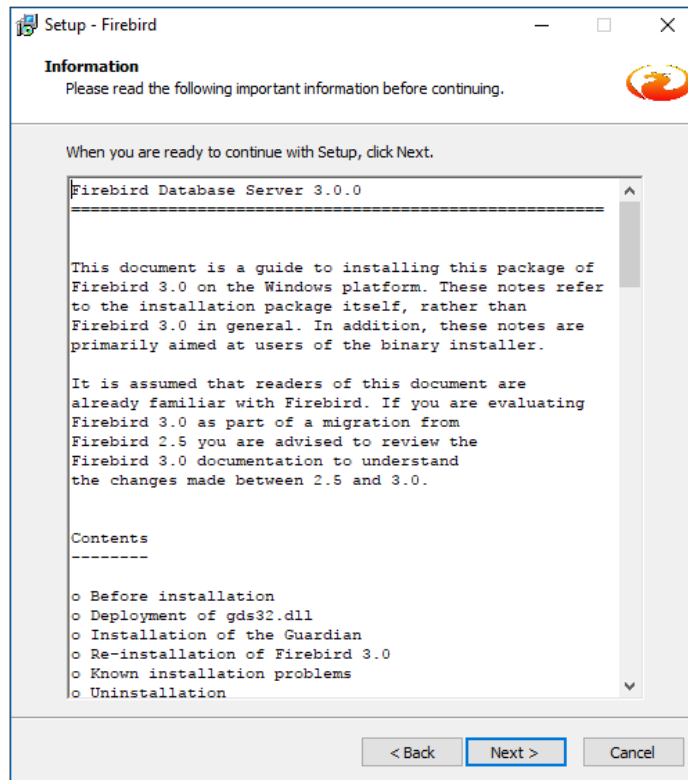 Setup - Firebird
Information
Please read the following important information before continuing.
When you are ready to continue with Setup, click Next.
Firebird Database Server 3.0.0
=======================================================
This document is a guide to installing this package of
Firebird 3.0 on the Windows platform. These notes refer
to the installation package itself, rather than
Firebird 3.0 in general. In addition, these notes are
primarily aimed at users of the binary installer.
It is assumed that readers of this document are
already familiar with Firebird. If you are evaluating
Firebird 3.0 as part of a migration from
Firebird 2.5 you are advised to review the
Firebird 3.0 documentation to understand
the changes made between 2.5 and 3.0.
Contents
--------
o Before installation
o Deployment of gds32.dll
o Installation of the Guardian
o Re-installation of Firebird 3.0
o Known installation problems
o Uninstallation
< Back
Next >
Cancel